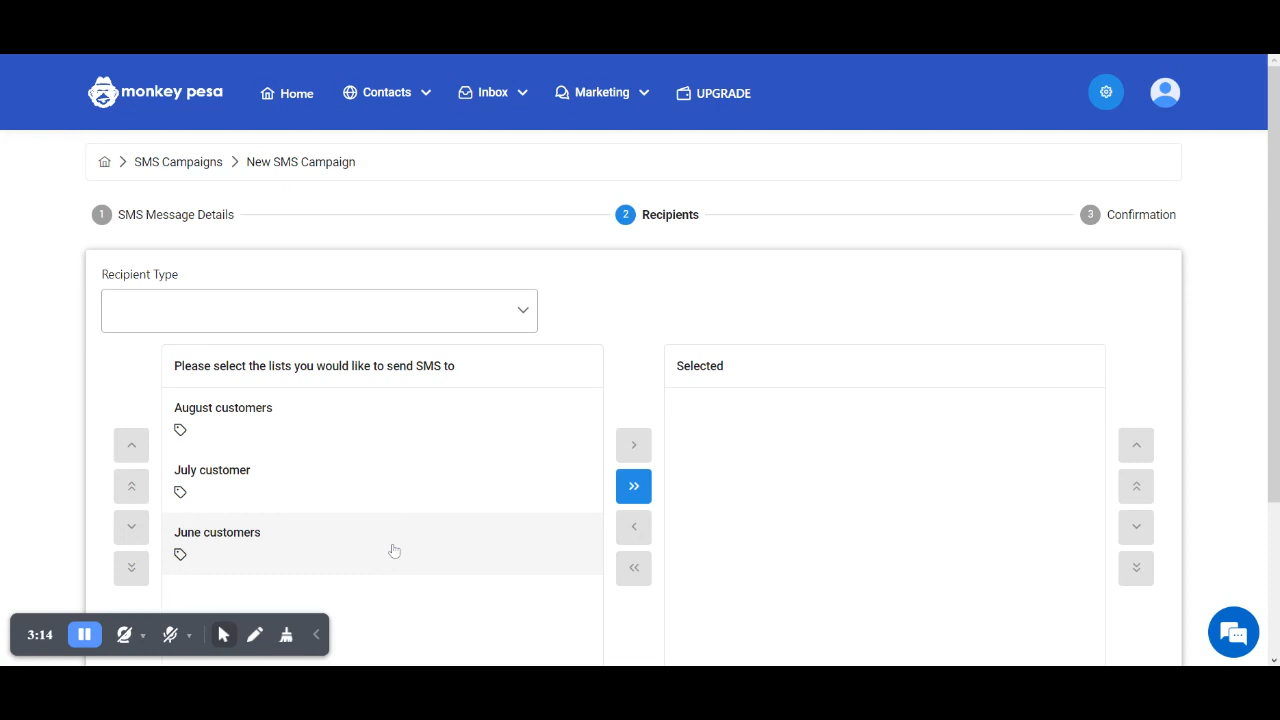 monkey pesa
Home
Contacts
Inbox
Marketing
UPGRADE
SMS Campaigns
New SMS Campaign
1 SMS Message Details
2 Recipients
3 Confirmation
Recipient Type
Please select the lists you would like to send SMS to
Selected
August customers
July customer
June customers
3:14